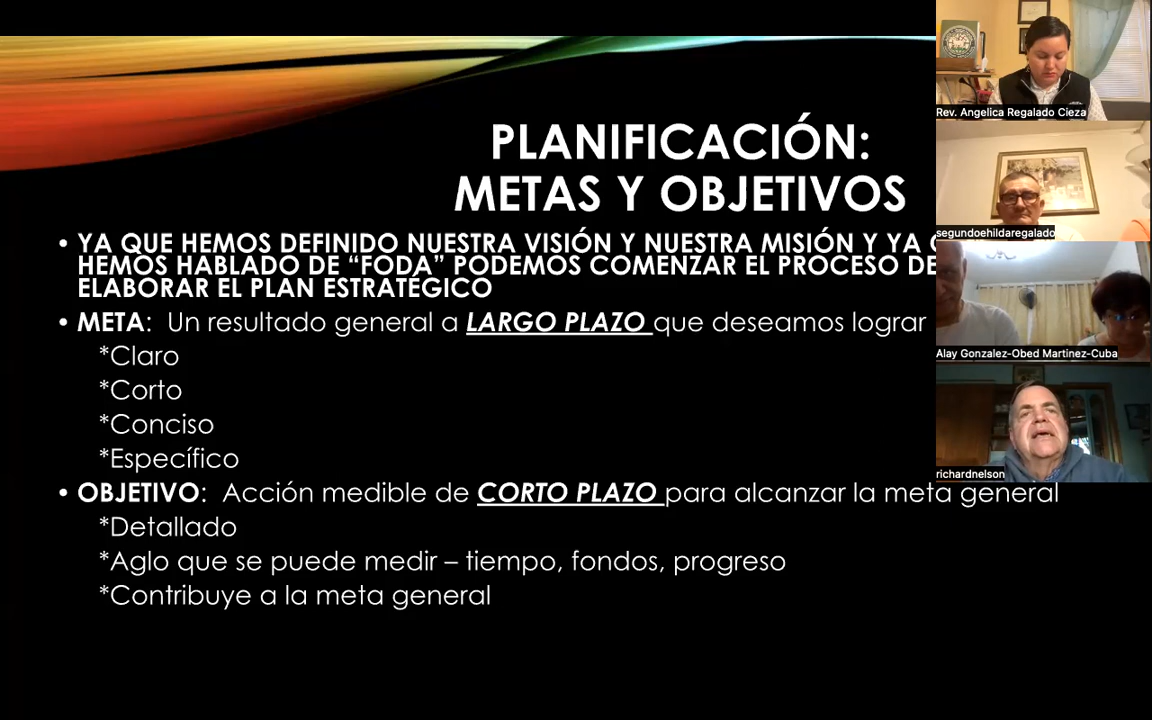 PLANIFICACIÓN:
METAS Y OBJETIVOS
• YA QUE HEMOS DEFINIDO NUESTRA VISIÓN Y NUESTRA MISIÓN Y YA
HEMOS HABLADO DE “FODA” PODEMOS COMENZAR EL PROCESO DE
ELABORAR EL PLAN ESTRATÉGICO
• META: Un resultado general a LARGO PLAZO que deseamos lograr
*Claro
*Corto
*Conciso
*Específico
• OBJETIVO: Acción medible de CORTO PLAZO para alcanzar la meta general
*Detallado
*Aglo que se puede medir – tiempo, fondos, progreso
*Contribuye a la meta general
Rev. Angelica Regalado Cieza
segundoehildaregalado
Alay Gonzalez-Obed Martinez-Cuba
richardnelson